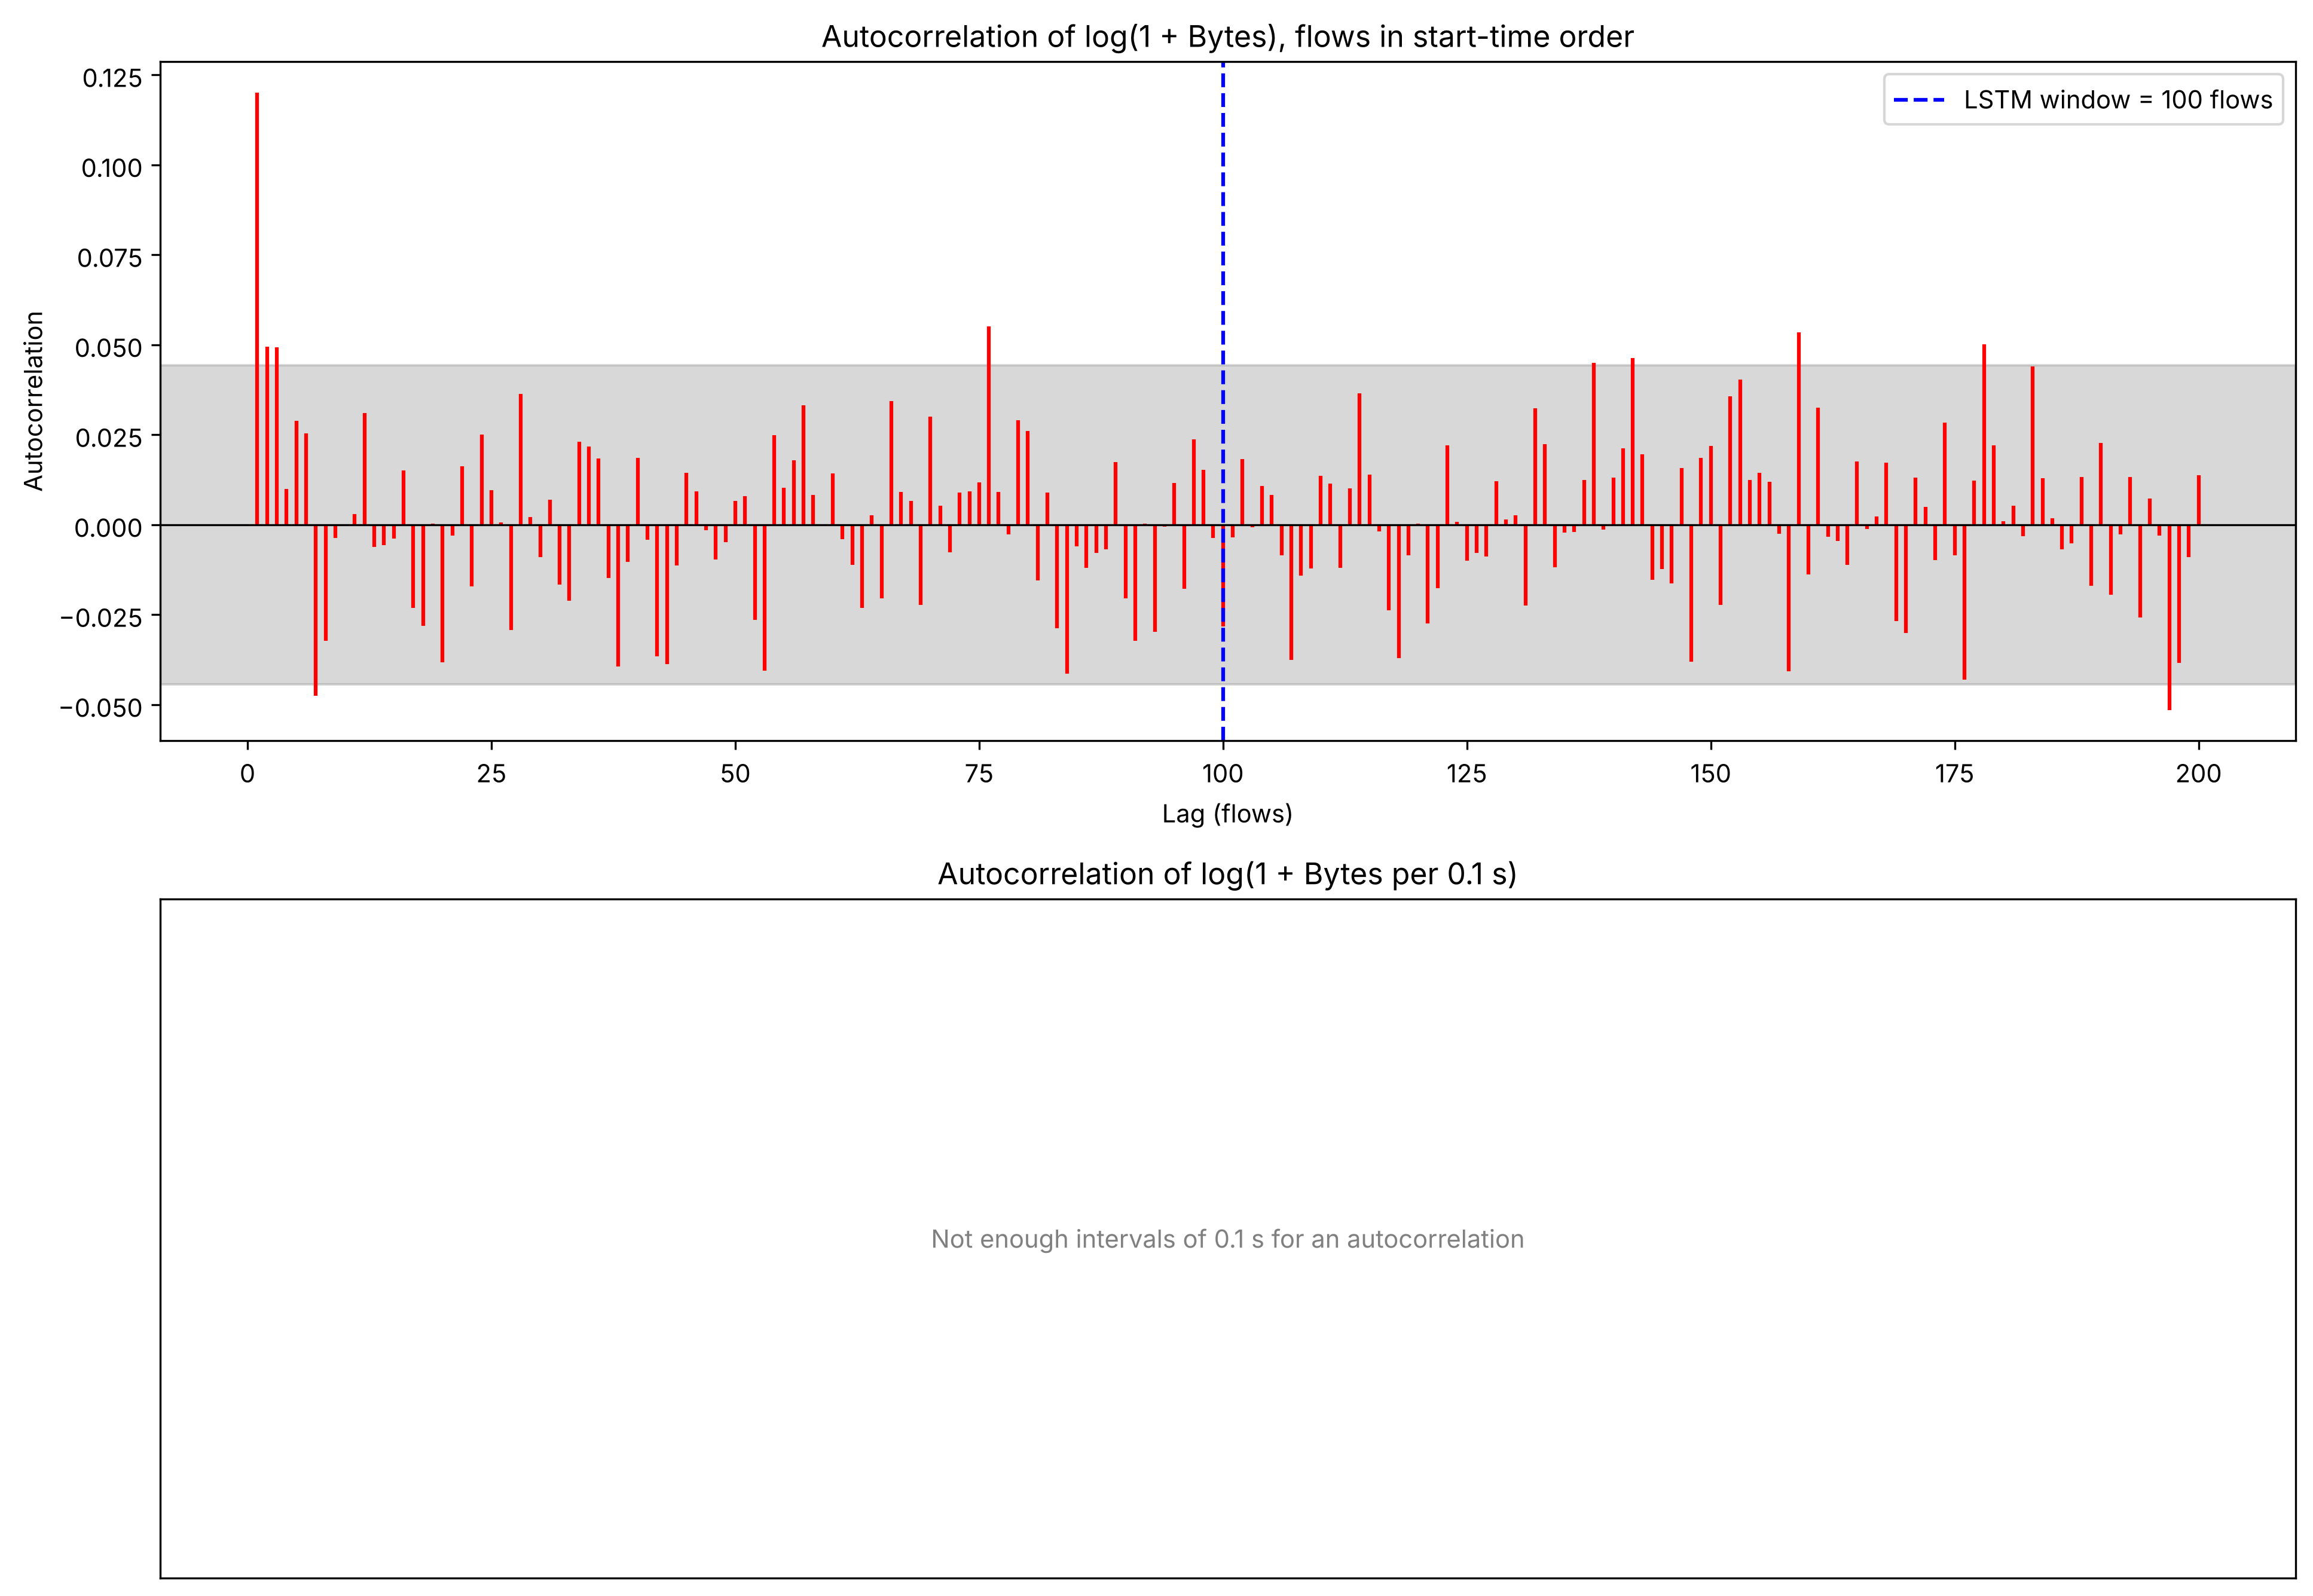 Autocorrelation of log(1 + Bytes), flows in start-time order
LSTM window = 100 flows
Autocorrelation
0.125
0.100
0.075
0.050
0.025
0.000
−0.025
−0.050
0 25 50 75 100 125 150 175 200
Lag (flows)
Autocorrelation of log(1 + Bytes per 0.1 s)
Not enough intervals of 0.1 s for an autocorrelation